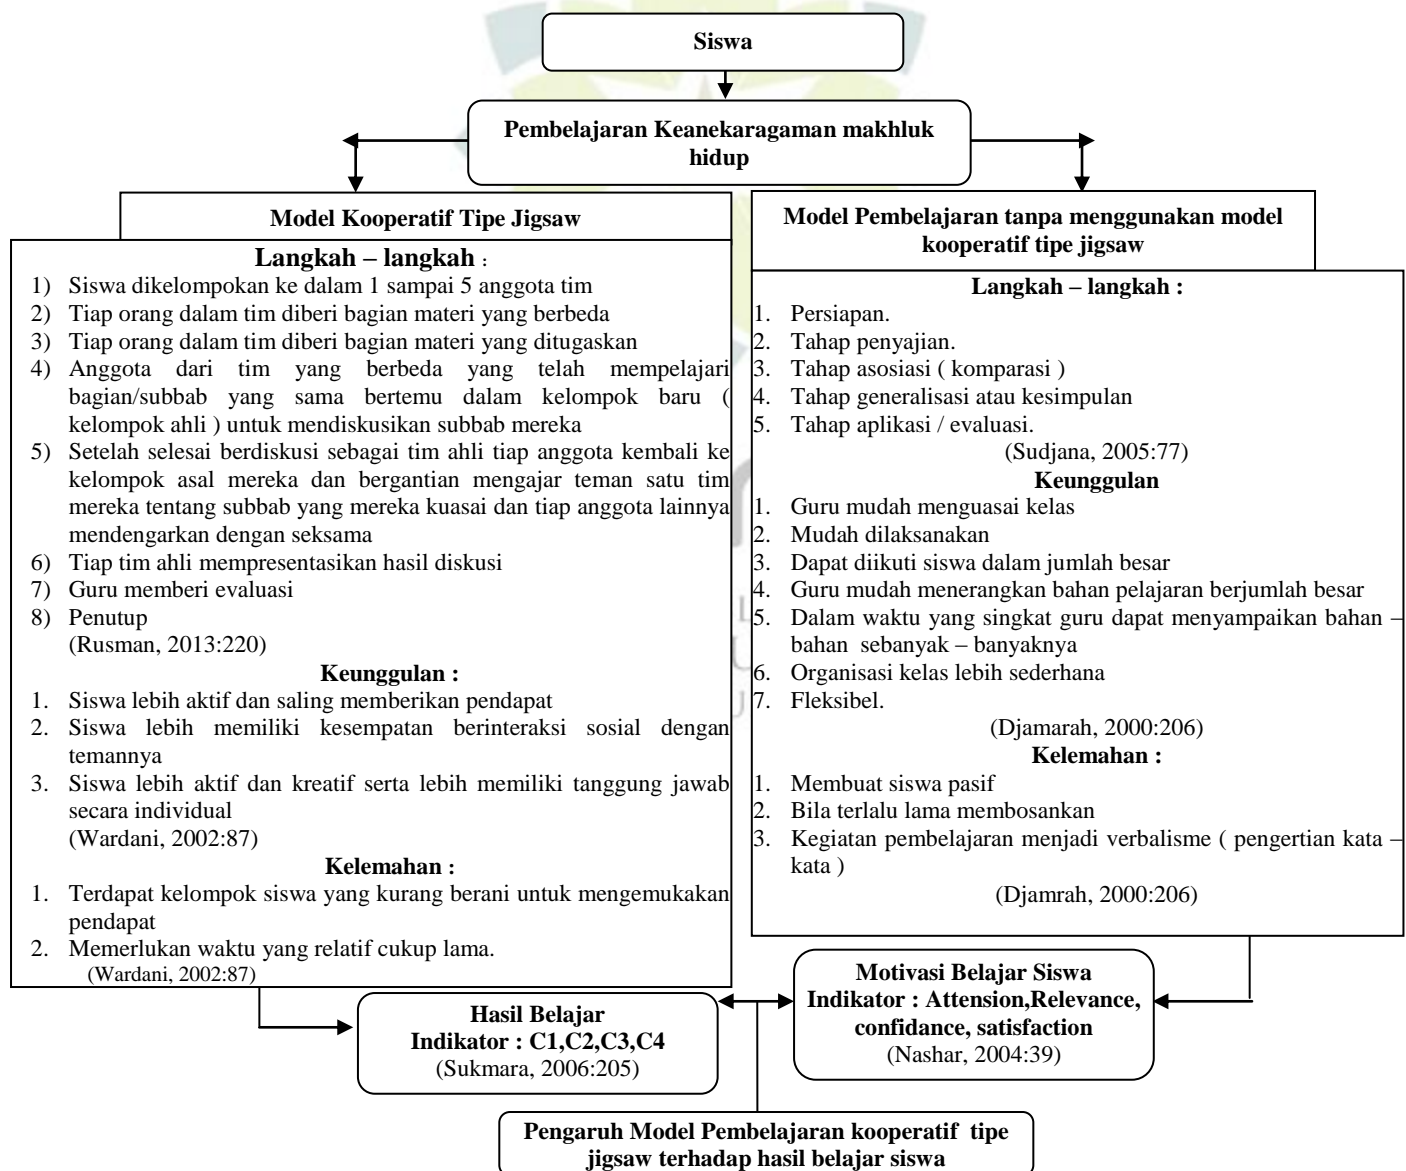 Siswa
Pembelajaran Keanekaragaman makhluk
hidup
Model Kooperatif Tipe Jigsaw
Langkah – langkah :
1) Siswa dikelompokan ke dalam 1 sampai 5 anggota tim
2) Tiap orang dalam tim diberi bagian materi yang berbeda
3) Tiap orang dalam tim diberi bagian materi yang ditugaskan
4) Anggota dari tim yang berbeda yang telah mempelajari
bagian/subbab yang sama bertemu dalam kelompok baru (
kelompok ahli ) untuk mendiskusikan subbab mereka
5) Setelah selesai berdiskusi sebagai tim ahli tiap anggota kembali ke
kelompok asal mereka dan bergantian mengajar teman satu tim
mereka tentang subbab yang mereka kuasai dan tiap anggota lainnya
mendengarkan dengan seksama
6) Tiap tim ahli mempresentasikan hasil diskusi
7) Guru memberi evaluasi
8) Penutup
(Rusman, 2013:220)
Keunggulan :
1. Siswa lebih aktif dan saling memberikan pendapat
2. Siswa lebih memiliki kesempatan berinteraksi sosial dengan
temannya
3. Siswa lebih aktif dan kreatif serta lebih memiliki tanggung jawab
secara individual
(Wardani, 2002:87)
Kelemahan :
1. Terdapat kelompok siswa yang kurang berani untuk mengemukakan
pendapat
2. Memerlukan waktu yang relatif cukup lama.
(Wardani, 2002:87)
Model Pembelajaran tanpa menggunakan model
kooperatif tipe jigsaw
Langkah – langkah :
1. Persiapan.
2. Tahap penyajian.
3. Tahap asosiasi ( komparasi )
4. Tahap generalisasi atau kesimpulan
5. Tahap aplikasi / evaluasi.
(Sudjana, 2005:77)
Keunggulan
1. Guru mudah menguasai kelas
2. Mudah dilaksanakan
3. Dapat diikuti siswa dalam jumlah besar
4. Guru mudah menerangkan bahan pelajaran berjumlah besar
5. Dalam waktu yang singkat guru dapat menyampaikan bahan –
bahan sebanyak – banyaknya
6. Organisasi kelas lebih sederhana
7. Fleksibel.
(Djamarah, 2000:206)
Kelemahan :
1. Membuat siswa pasif
2. Bila terlalu lama membosankan
3. Kegiatan pembelajaran menjadi verbalisme ( pengertian kata –
kata )
(Djamrah, 2000:206)
Hasil Belajar
Indikator : C1,C2,C3,C4
(Sukmara, 2006:205)
Motivasi Belajar Siswa
Indikator : Attension,Relevance,
confidance, satisfaction
(Nashar, 2004:39)
Pengaruh Model Pembelajaran kooperatif tipe
jigsaw terhadap hasil belajar siswa